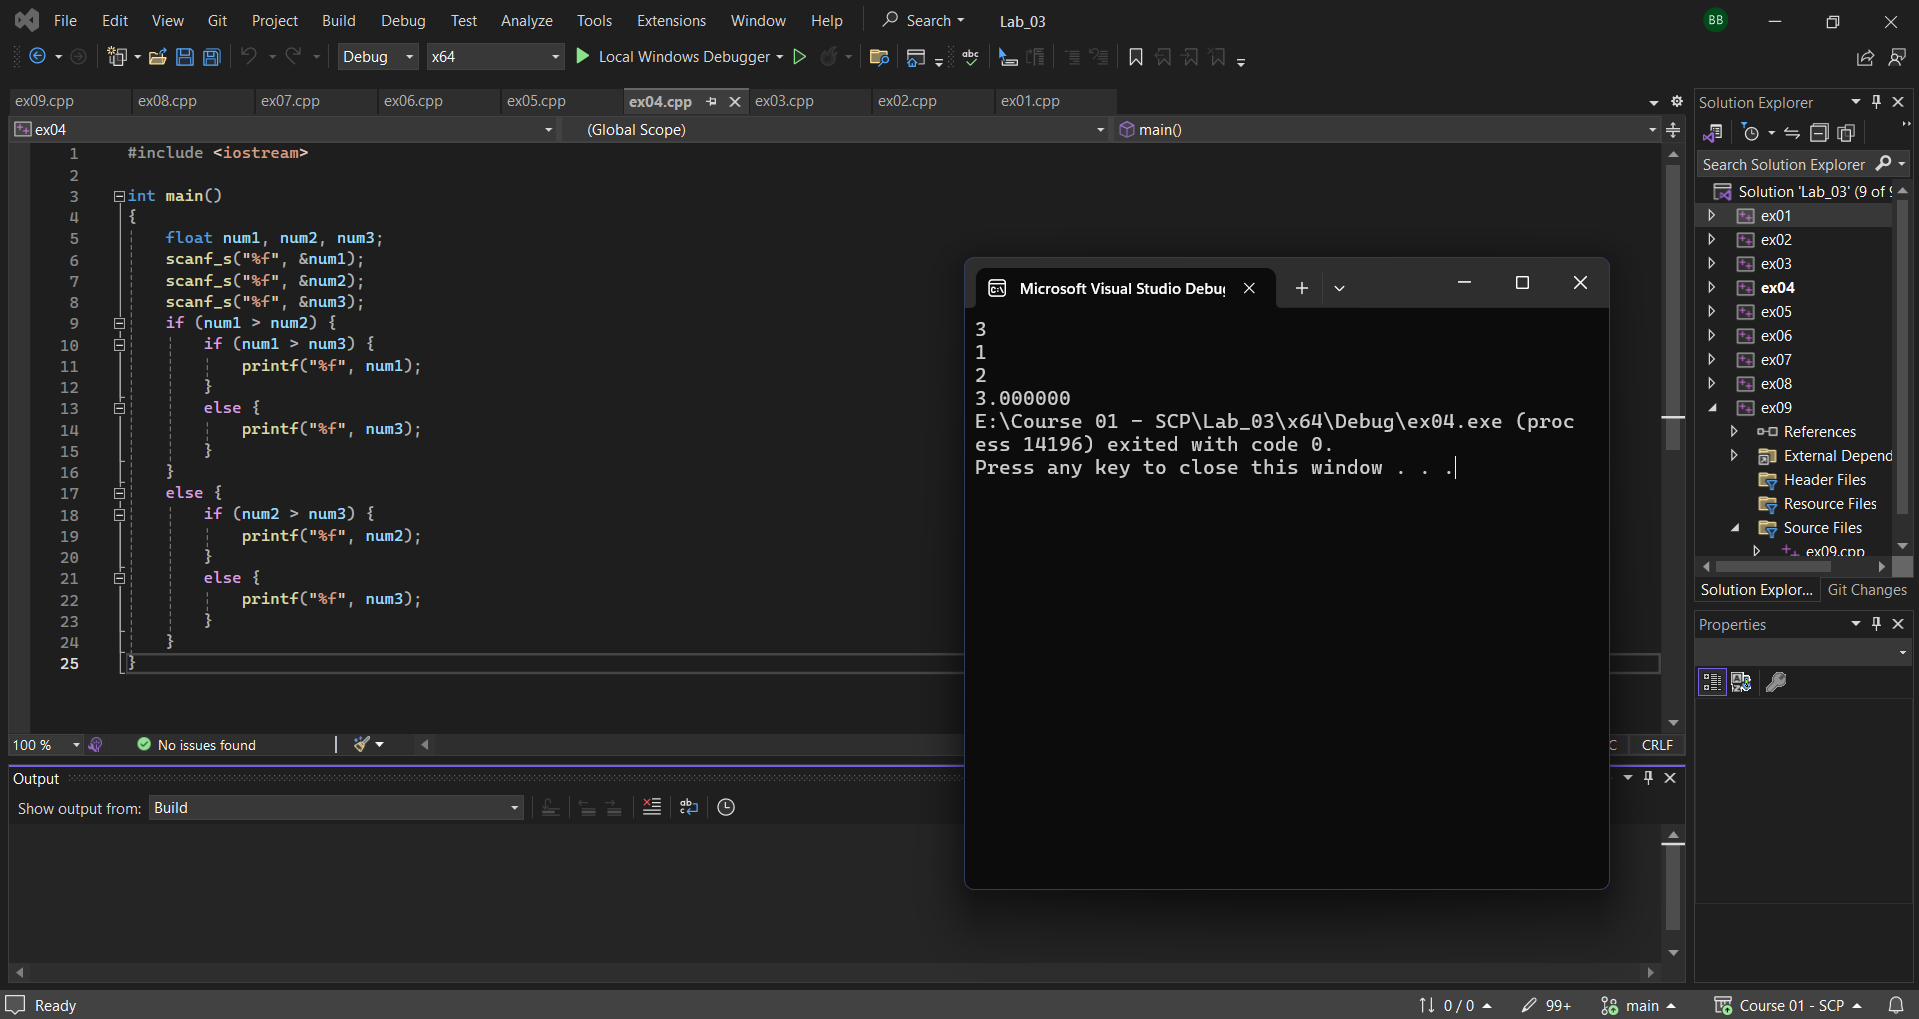 File Edit View Git Project Build Debug Test Analyze Tools Extensions Window Help Search Lab_03 BB
Debug x64 Local Windows Debugger
ex09.cpp ex08.cpp ex07.cpp ex06.cpp ex05.cpp ex04.cpp ex03.cpp ex02.cpp ex01.cpp
ex04 (Global Scope) main()
1 #include <iostream>
2
3 int main()
4 {
5 float num1, num2, num3;
6 scanf_s("%f", &num1);
7 scanf_s("%f", &num2);
8 scanf_s("%f", &num3);
9 if (num1 > num2) {
10 if (num1 > num3) {
11 printf("%f", num1);
12 }
13 else {
14 printf("%f", num3);
15 }
16 }
17 else {
18 if (num2 > num3) {
19 printf("%f", num2);
20 }
21 else {
22 printf("%f", num3);
23 }
24 }
25 }
100 % No issues found
C CRLF
Output
Show output from: Build
Microsoft Visual Studio Debu
3
1
2
3.000000
E:\Course 01 - SCP\Lab_03\x64\Debug\ex04.exe (proc
ess 14196) exited with code 0.
Press any key to close this window . . .
Solution Explorer
Search Solution Explorer
Solution 'Lab_03' (9 of 9
ex01
ex02
ex03
ex04
ex05
ex06
ex07
ex08
ex09
References
External Depend
Header Files
Resource Files
Source Files
ex09.cpp
Solution Explor... Git Changes
Properties
Ready 0 / 0 99+ main Course 01 - SCP